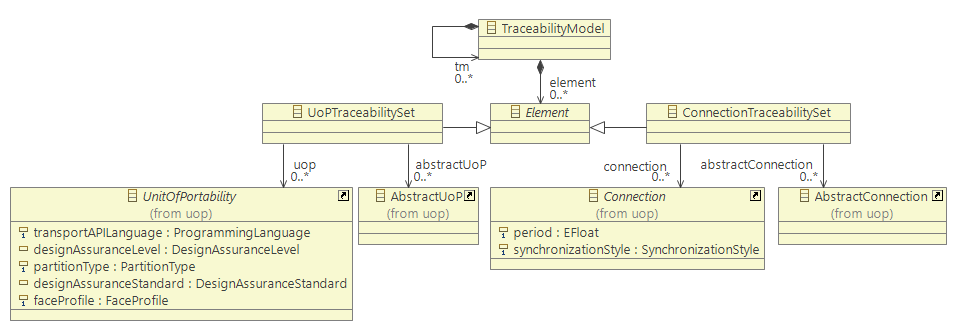 TraceabilityModel
tm
0..*
element
0..*
UoPTraceabilitySet
Element
ConnectionTraceabilitySet
uop
0..*
abstractUoP
0..*
connection
0..*
abstractConnection
0..*
UnitOfPortability
(from uop)
transportAPILanguage : ProgrammingLanguage
designAssuranceLevel : DesignAssuranceLevel
partitionType : PartitionType
designAssuranceStandard : DesignAssuranceStandard
faceProfile : FaceProfile
AbstractUoP
(from uop)
Connection
(from uop)
period : EFloat
synchronizationStyle : SynchronizationStyle
AbstractConnection
(from uop)